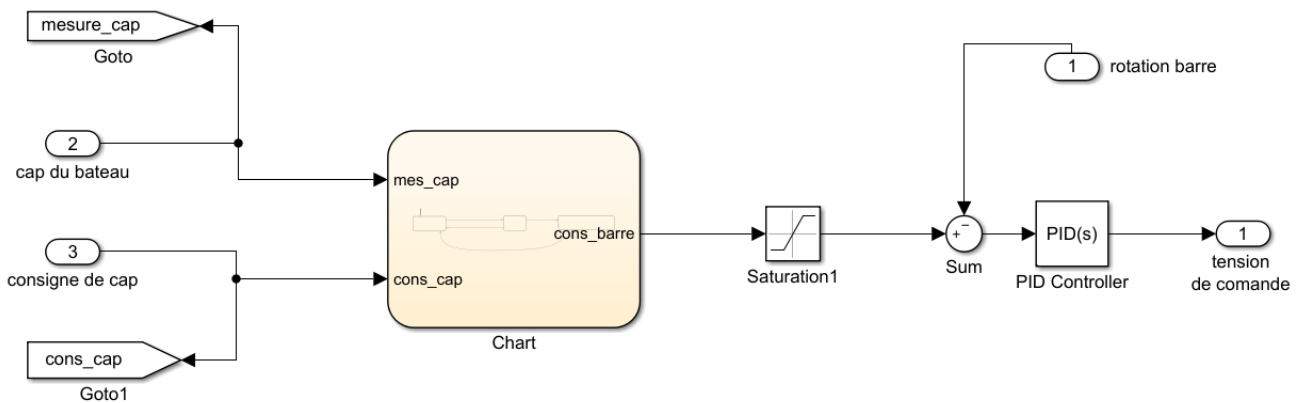 mesure_cap
Goto
2
cap du bateau
3
consigne de cap
cons_cap
Goto1
mes_cap
cons_barre
cons_cap
Chart
Saturation1
1
rotation barre
+
−
Sum
PID(s)
PID Controller
1
tension
de comande